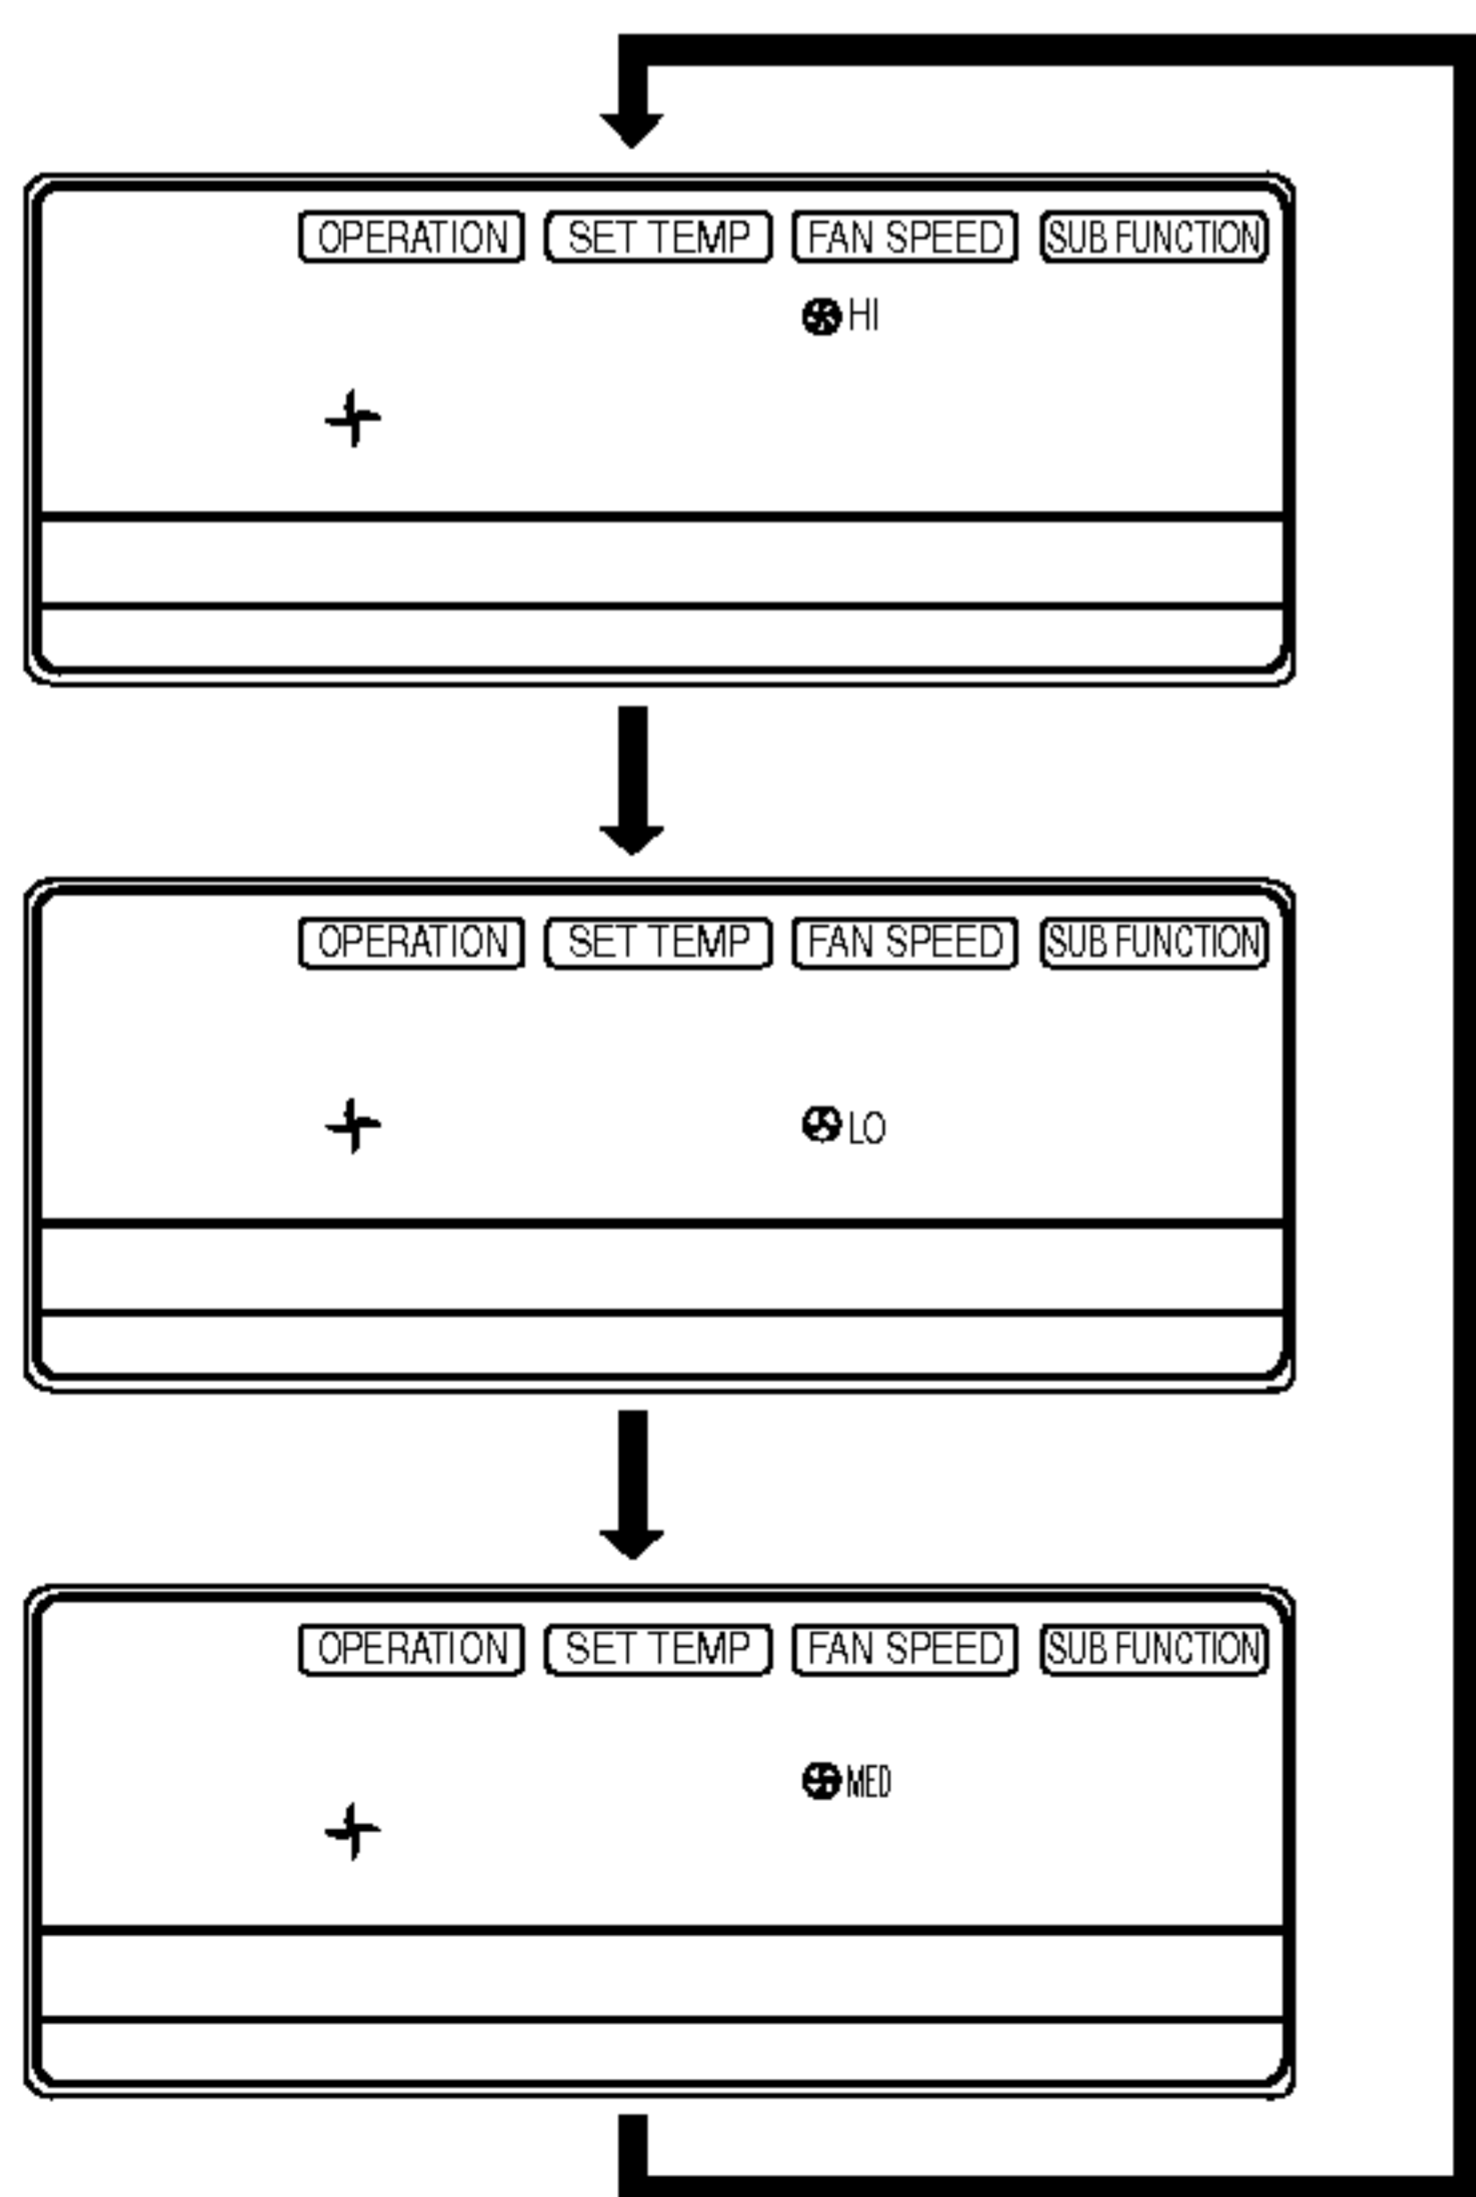 OPERATION SET TEMP FAN SPEED SUB FUNCTION
HI
OPERATION SET TEMP FAN SPEED SUB FUNCTION
LO
OPERATION SET TEMP FAN SPEED SUB FUNCTION
MED